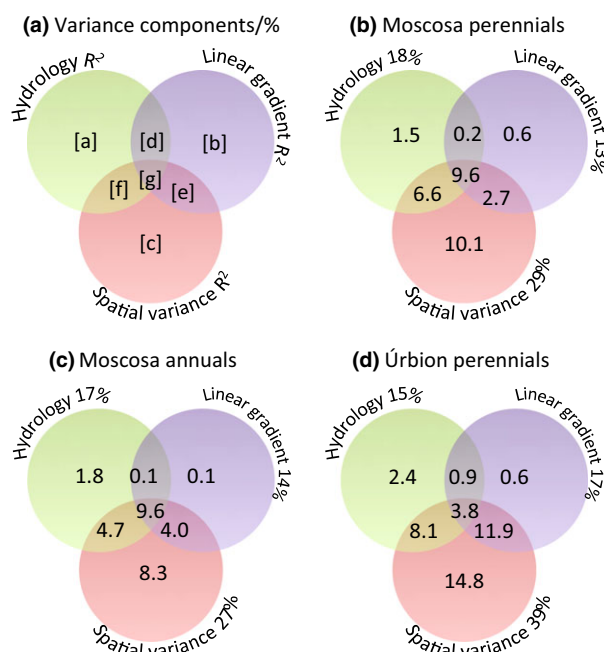 (a) Variance components/%
Hydrology R²
Linear gradient R²
[a]
[d]
[b]
[g]
[f]
[e]
[c]
Spatial variance R²
(b) Moscosa perennials
Hydrology 18%
Linear gradient 13%
1.5
0.2
0.6
9.6
6.6
2.7
10.1
Spatial variance 29%
(c) Moscosa annuals
Hydrology 17%
Linear gradient 14%
1.8
0.1
0.1
9.6
4.7
4.0
8.3
Spatial variance 27%
(d) Úrbion perennials
Hydrology 15%
Linear gradient 17%
2.4
0.9
0.6
3.8
8.1
11.9
14.8
Spatial variance 39%